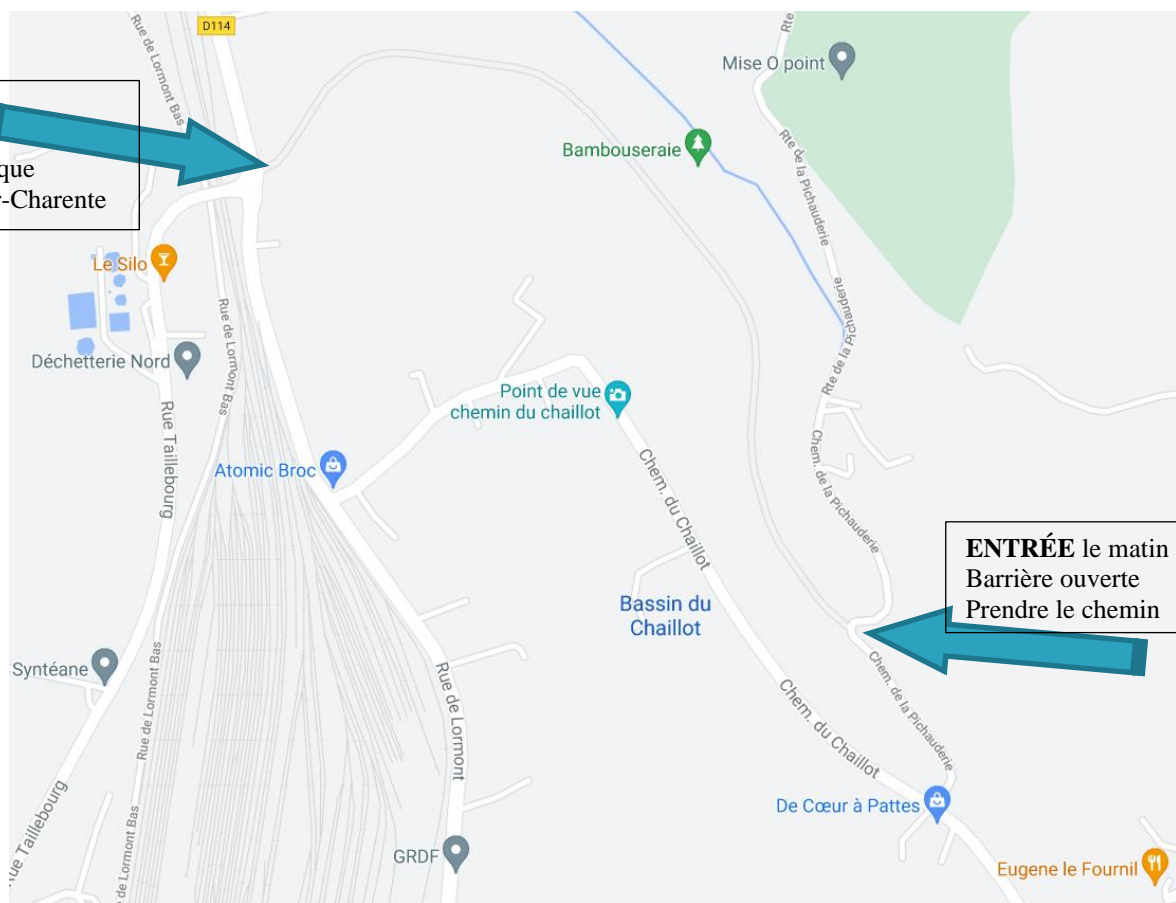 D114
Rue de Lormont Bas
Rte
Mise O point
Bambouseraie
Rte de la Pichauderie
que
r-Charente
Le Silo
Déchetterie Nord
Rue de Lormont Bas
Rue Taillebourg
Point de vue
chemin du chaillot
Rte de la Pichauderie
Atomic Broc
Chem. du Chaillot
Chem. de la Pichauderie
ENTRÉE le matin
Barrière ouverte
Prendre le chemin
Bassin du
Chaillot
Syntéane
Rue de Lormont Bas
Rue de Lormont
Chem. du Chaillot
Chem. de la Pichauderie
De Cœur à Pattes
Rue Taillebourg
de Lormont Bas
GRDF
Eugene le Fournil